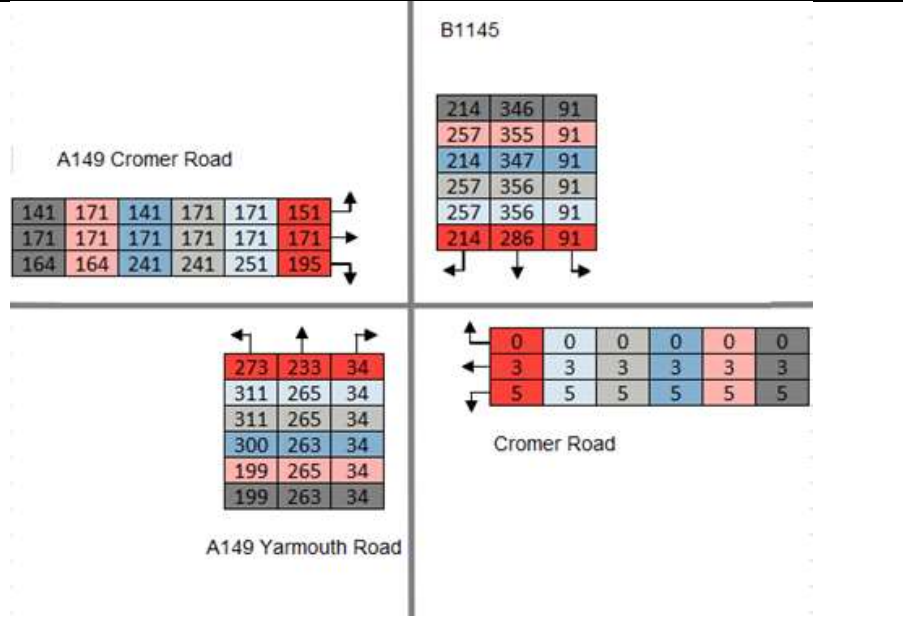 B1145
214 346 91
257 355 91
214 347 91
257 356 91
257 356 91
214 286 91
A149 Cromer Road
141 171 141 171 171 151
171 171 171 171 171 171
164 164 241 241 251 195
273 233 34
311 265 34
311 265 34
300 263 34
199 265 34
199 263 34
A149 Yarmouth Road
0 0 0 0 0 0
3 3 3 3 3 3
5 5 5 5 5 5
Cromer Road